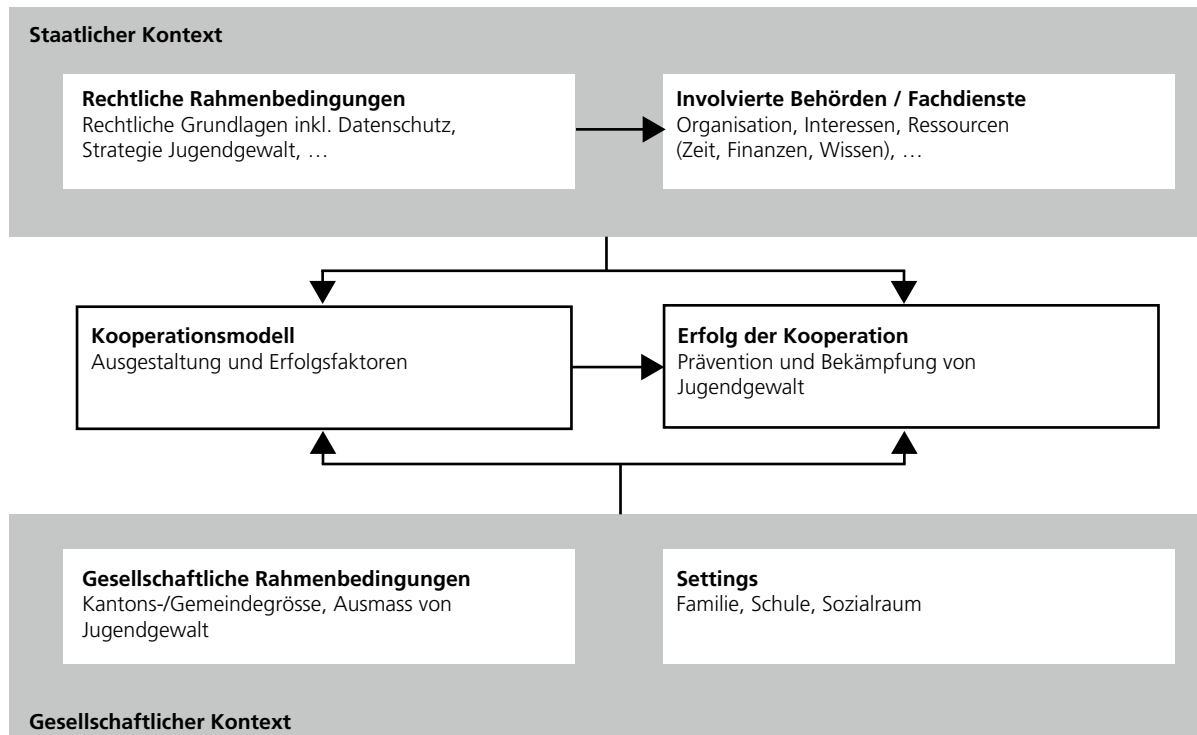 Staatlicher Kontext
Rechtliche Rahmenbedingungen
Rechtliche Grundlagen inkl. Datenschutz,
Strategie Jugendgewalt, …
Involvierte Behörden / Fachdienste
Organisation, Interessen, Ressourcen
(Zeit, Finanzen, Wissen), …
Kooperationsmodell
Ausgestaltung und Erfolgsfaktoren
Erfolg der Kooperation
Prävention und Bekämpfung von
Jugendgewalt
Gesellschaftliche Rahmenbedingungen
Kantons-/Gemeindegrösse, Ausmass von
Jugendgewalt
Settings
Familie, Schule, Sozialraum
Gesellschaftlicher Kontext